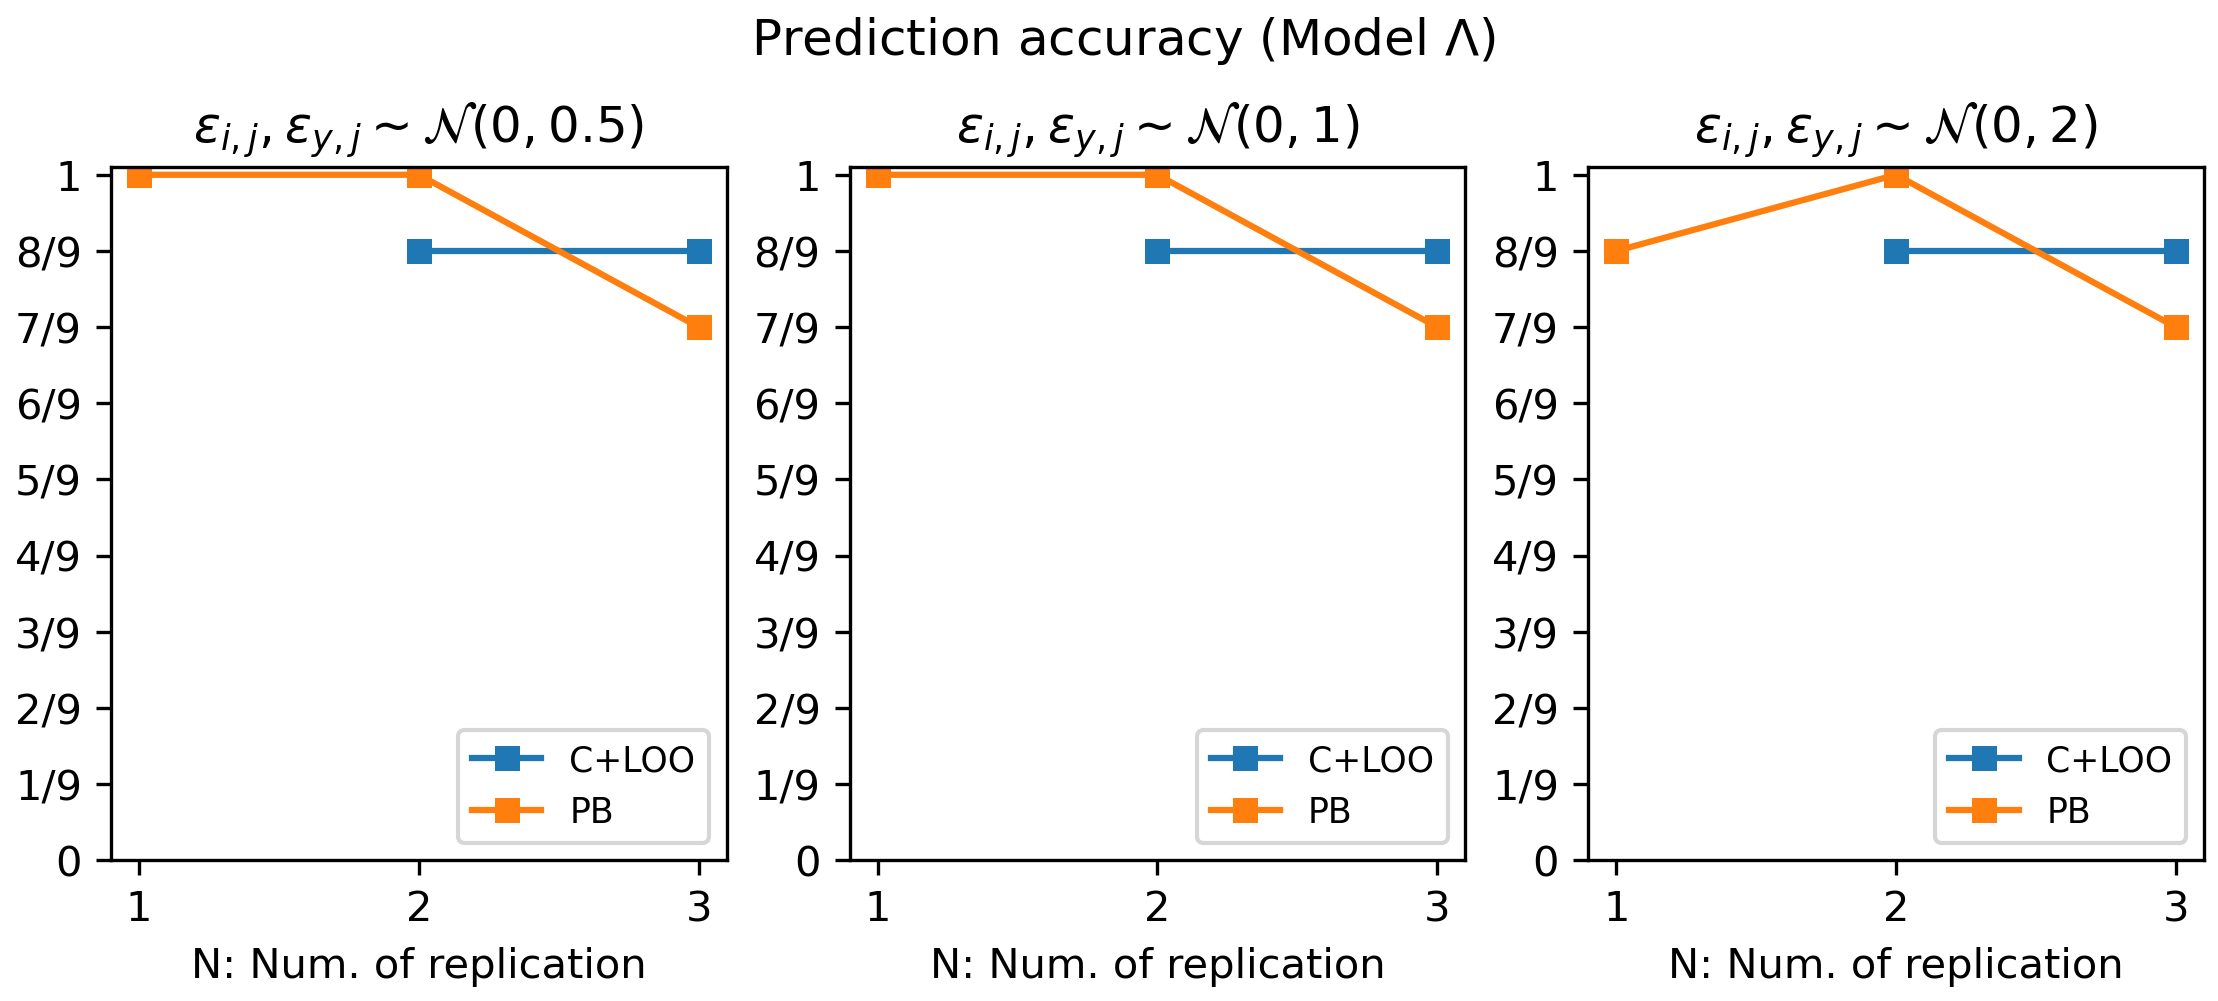 Prediction accuracy (Model Λ)
ε_{i,j}, ε_{y,j} ~ 𝒩(0, 0.5)
1
8/9
7/9
6/9
5/9
4/9
3/9
2/9
1/9
0
C+LOO
PB
1 2 3
N: Num. of replication
ε_{i,j}, ε_{y,j} ~ 𝒩(0, 1)
1
8/9
7/9
6/9
5/9
4/9
3/9
2/9
1/9
0
C+LOO
PB
1 2 3
N: Num. of replication
ε_{i,j}, ε_{y,j} ~ 𝒩(0, 2)
1
8/9
7/9
6/9
5/9
4/9
3/9
2/9
1/9
0
C+LOO
PB
1 2 3
N: Num. of replication